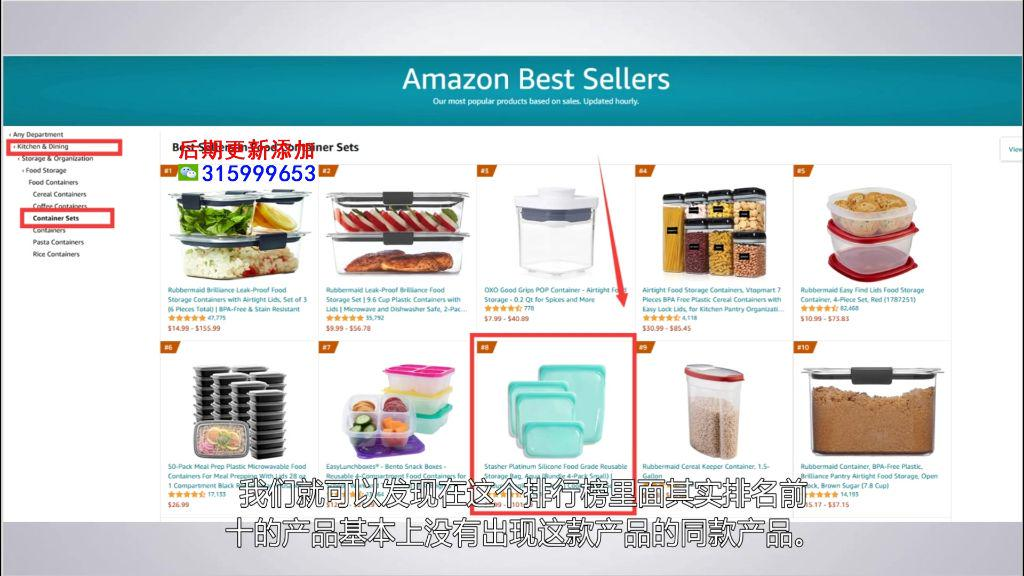 Amazon Best Sellers
Our most popular products based on sales. Updated hourly.
‹ Any Department
‹ Kitchen & Dining
‹ Storage & Organization
‹ Food Storage
Food Containers
Cereal Containers
Coffee Containers
Container Sets
Containers
Pasta Containers
Rice Containers
Best Sellers in Food Container Sets
View
后期更新添加
315999653
#1
Rubbermaid Brilliance Leak-Proof Food
Storage Containers with Airtight Lids, Set of 3
(6 Pieces Total) | BPA-Free & Stain Resistant
47,775
$14.99 - $155.99
#2
Rubbermaid Leak-Proof Brilliance Food
Storage Set | 9.6 Cup Plastic Containers with
Lids | Microwave and Dishwasher Safe, 2-Pac…
35,792
$9.99 - $56.78
#3
OXO Good Grips POP Container - Airtight Food
Storage - 0.2 Qt for Spices and More
778
$7.99 - $40.89
#4
Airtight Food Storage Containers, Vtopmart 7
Pieces BPA Free Plastic Cereal Containers with
Easy Lock Lids, for Kitchen Pantry Organizati…
4,118
$30.99 - $85.45
#5
Rubbermaid Easy Find Lids Food Storage
Container, 4-Piece Set, Red (1787251)
82,468
$10.99 - $73.83
#6
50-Pack Meal Prep Plastic Microwavable Food
Containers For Meal Prepping With Lids 28 oz
1 Compartment Black
17,133
$26.99
#7
EasyLunchboxes® - Bento Snack Boxes -
Reusable 4-Compartment Food Containers for
#8
Stasher Platinum Silicone Food Grade Reusable
#9
Rubbermaid Cereal Keeper Container, 1.5-
Gallon
#10
Rubbermaid Container, BPA-Free Plastic,
Brilliance Pantry Airtight Food Storage, Open
Stock, Brown Sugar (7.8 Cup)
14,193
$15.17 - $37.15
我们就可以发现在这个排行榜里面其实排名前
十的产品基本上没有出现这款产品的同款产品。